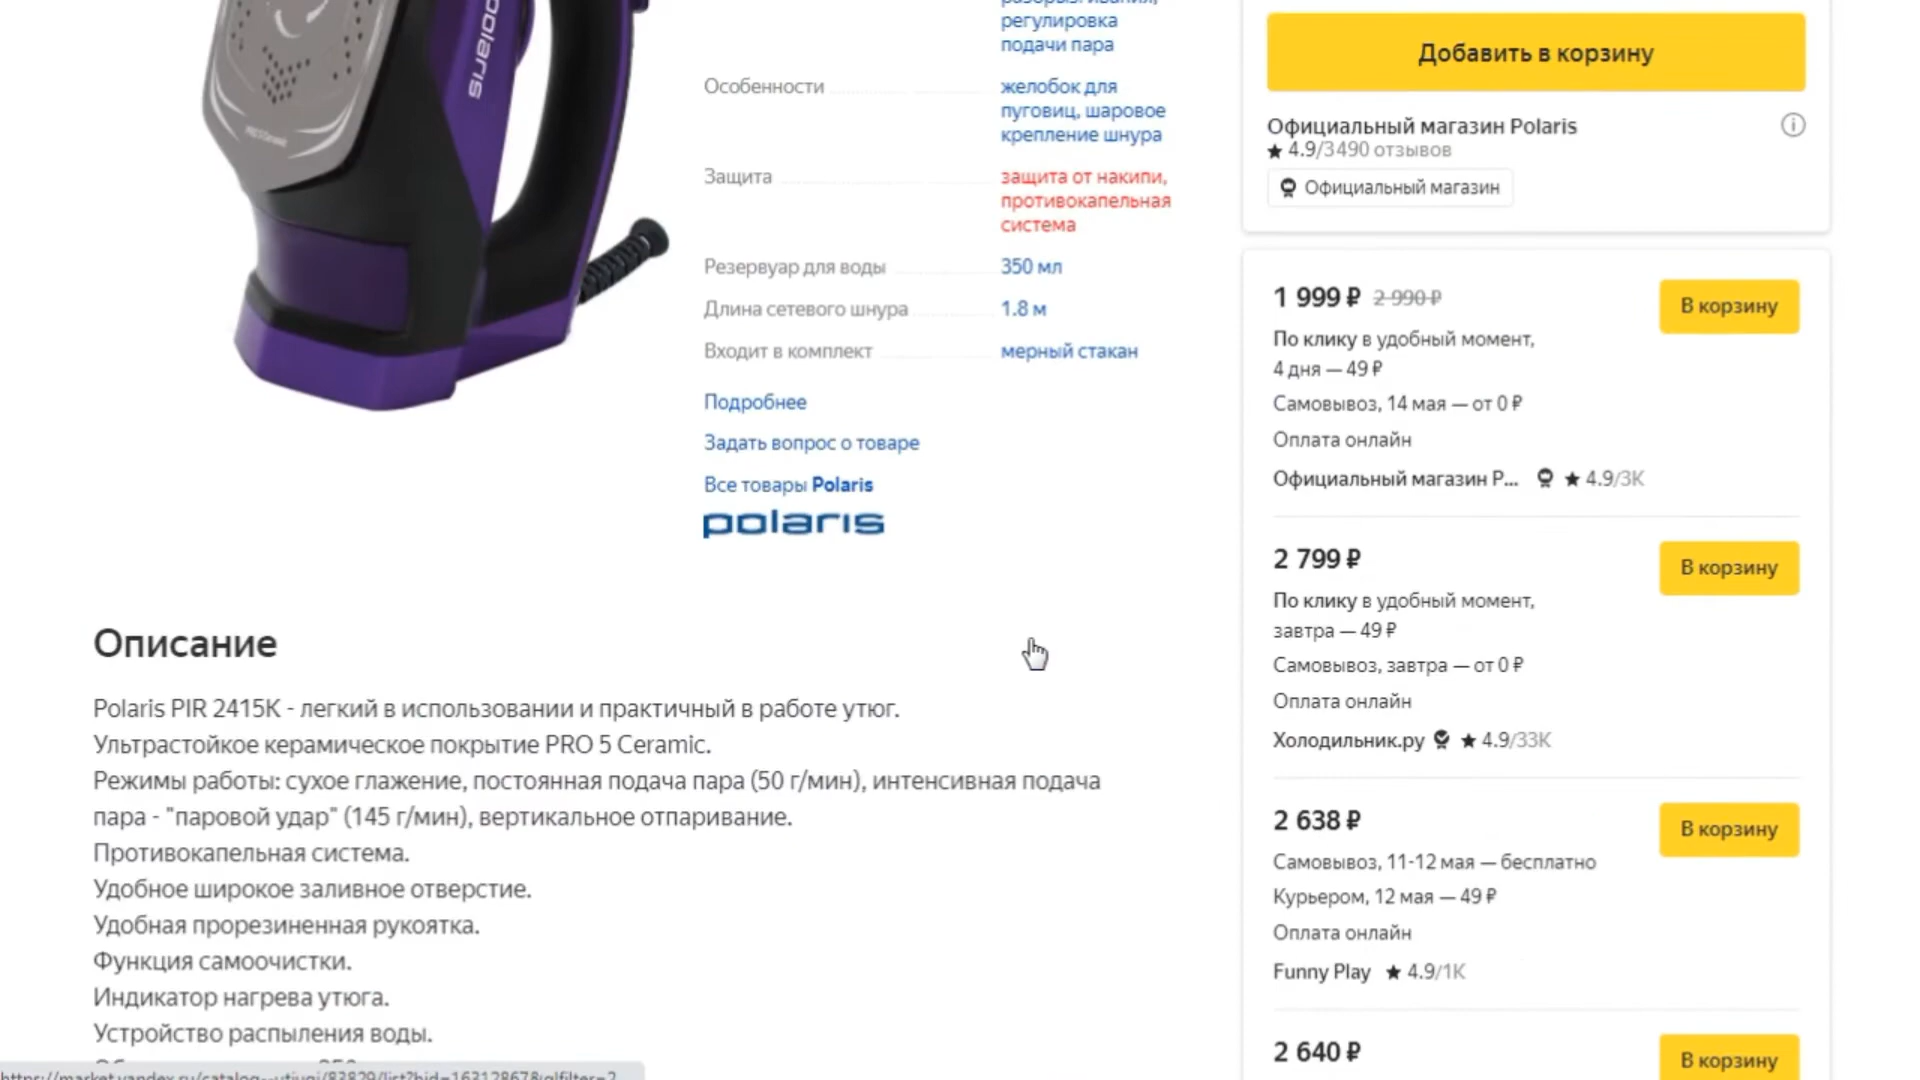 polaris
разбрызгивания,
регулировка
подачи пара
Особенности
желобок для
пуговиц, шаровое
крепление шнура
Защита
защита от накипи,
противокапельная
система
Резервуар для воды
350 мл
Длина сетевого шнура
1.8 м
Входит в комплект
мерный стакан
Подробнее
Задать вопрос о товаре
Все товары Polaris
polaris
Описание
Polaris PIR 2415K - легкий в использовании и практичный в работе утюг.
Ультрастойкое керамическое покрытие PRO 5 Ceramic.
Режимы работы: сухое глажение, постоянная подача пара (50 г/мин), интенсивная подача
пара - "паровой удар" (145 г/мин), вертикальное отпаривание.
Противокапельная система.
Удобное широкое заливное отверстие.
Удобная прорезиненная рукоятка.
Функция самоочистки.
Индикатор нагрева утюга.
Устройство распыления воды.
Добавить в корзину
Официальный магазин Polaris
★ 4.9/3490 отзывов
Официальный магазин
1 999 ₽ 2 990 ₽
В корзину
По клику в удобный момент,
4 дня — 49 ₽
Самовывоз, 14 мая — от 0 ₽
Оплата онлайн
Официальный магазин P... ★ 4.9/3K
2 799 ₽
В корзину
По клику в удобный момент,
завтра — 49 ₽
Самовывоз, завтра — от 0 ₽
Оплата онлайн
Холодильник.ру ★ 4.9/33K
2 638 ₽
В корзину
Самовывоз, 11-12 мая — бесплатно
Курьером, 12 мая — 49 ₽
Оплата онлайн
Funny Play ★ 4.9/1K
2 640 ₽
В корзину